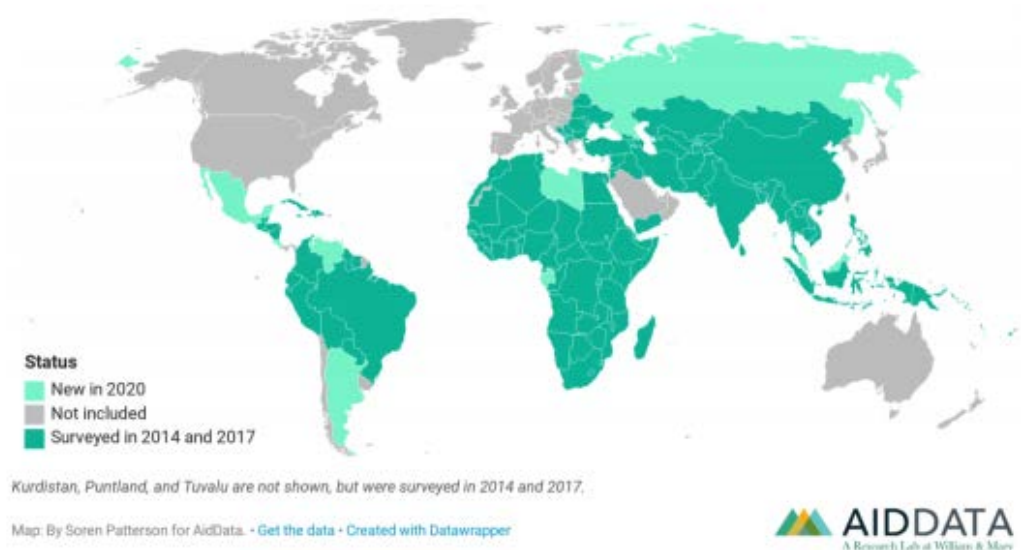 Status
New in 2020
Not included
Surveyed in 2014 and 2017
Kurdistan, Puntland, and Tuvalu are not shown, but were surveyed in 2014 and 2017.
Map: By Soren Patterson for AidData. • Get the data • Created with Datawrapper
AIDDATA
A Research Lab at William & Mary